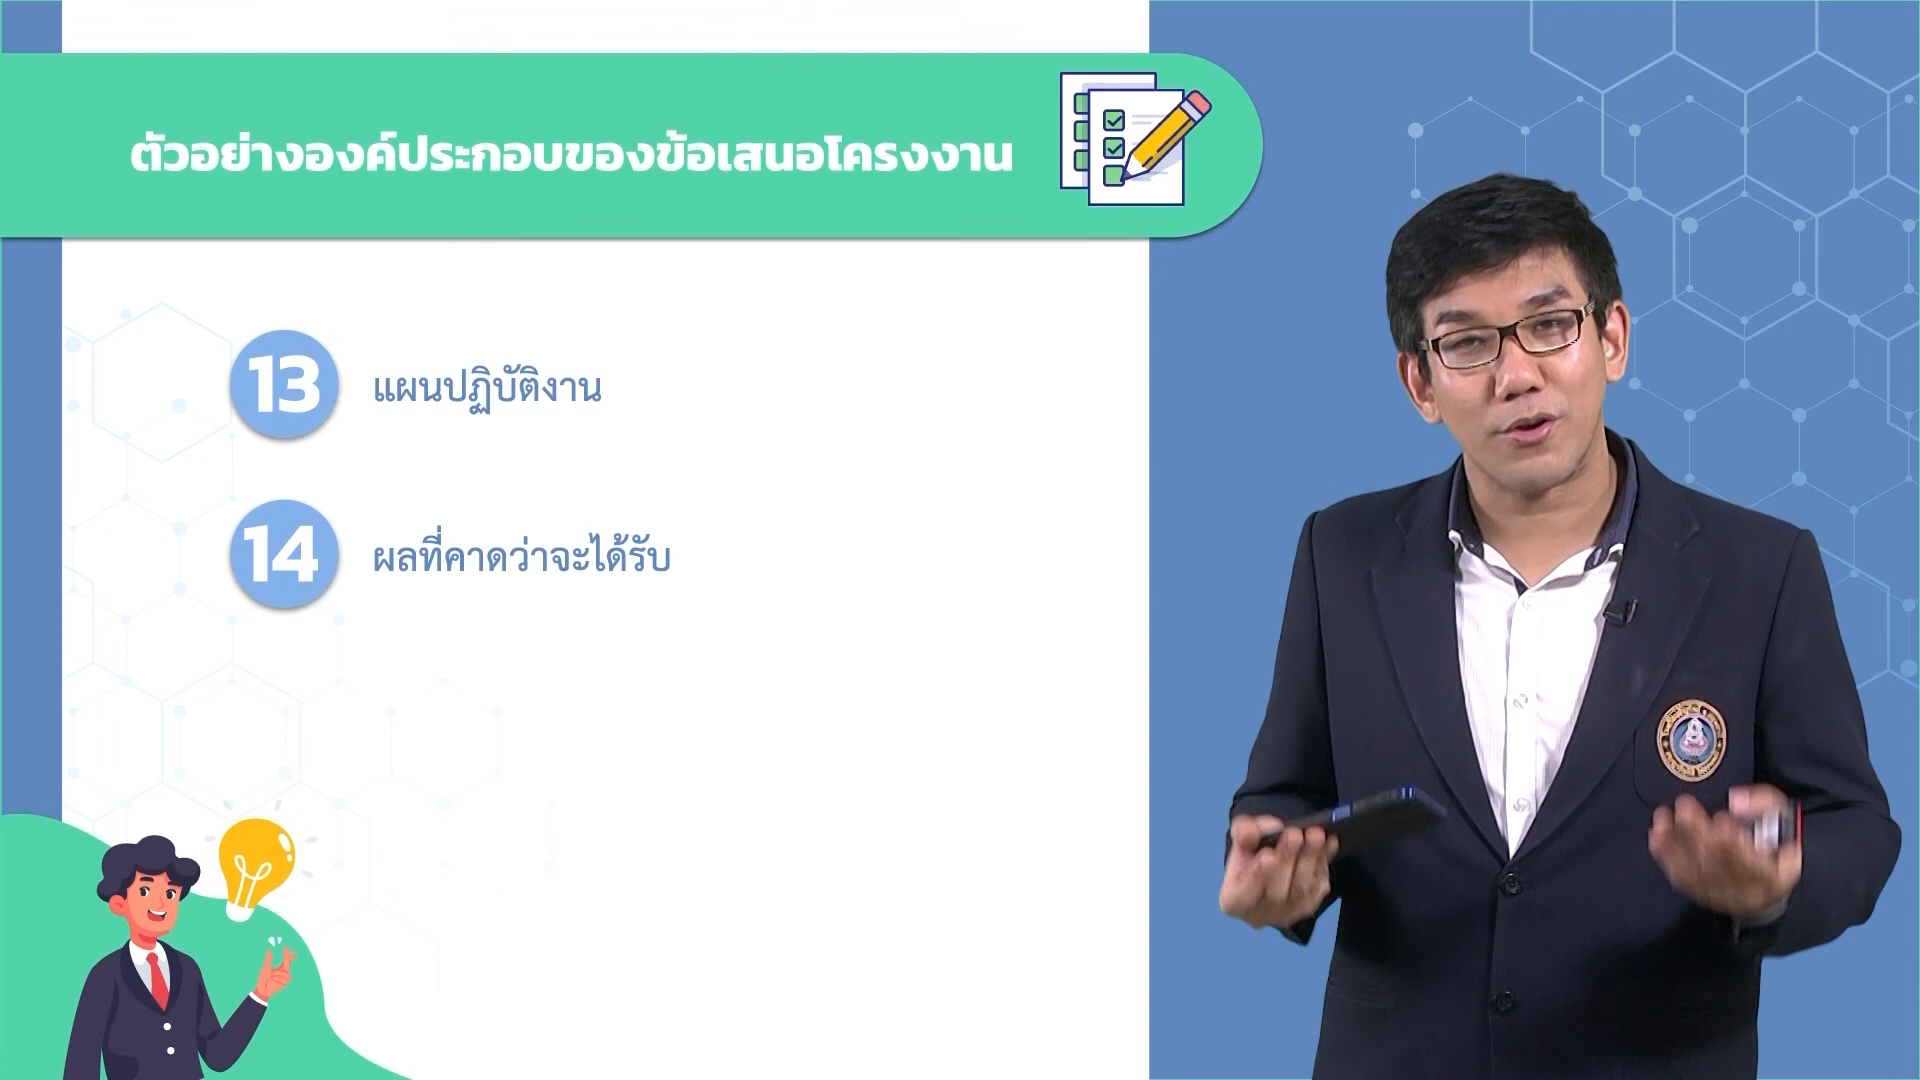 ตัวอย่างองค์ประกอบของข้อเสนอโครงงาน
13 แผนปฏิบัติงาน
14 ผลที่คาดว่าจะได้รับ